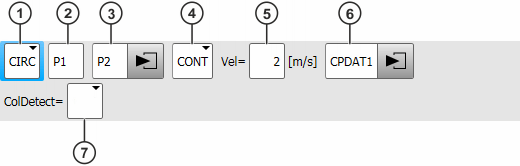 1 2 3 4 5 6
CIRC P1 P2 CONT Vel= 2 [m/s] CPDAT1
ColDetect=
7